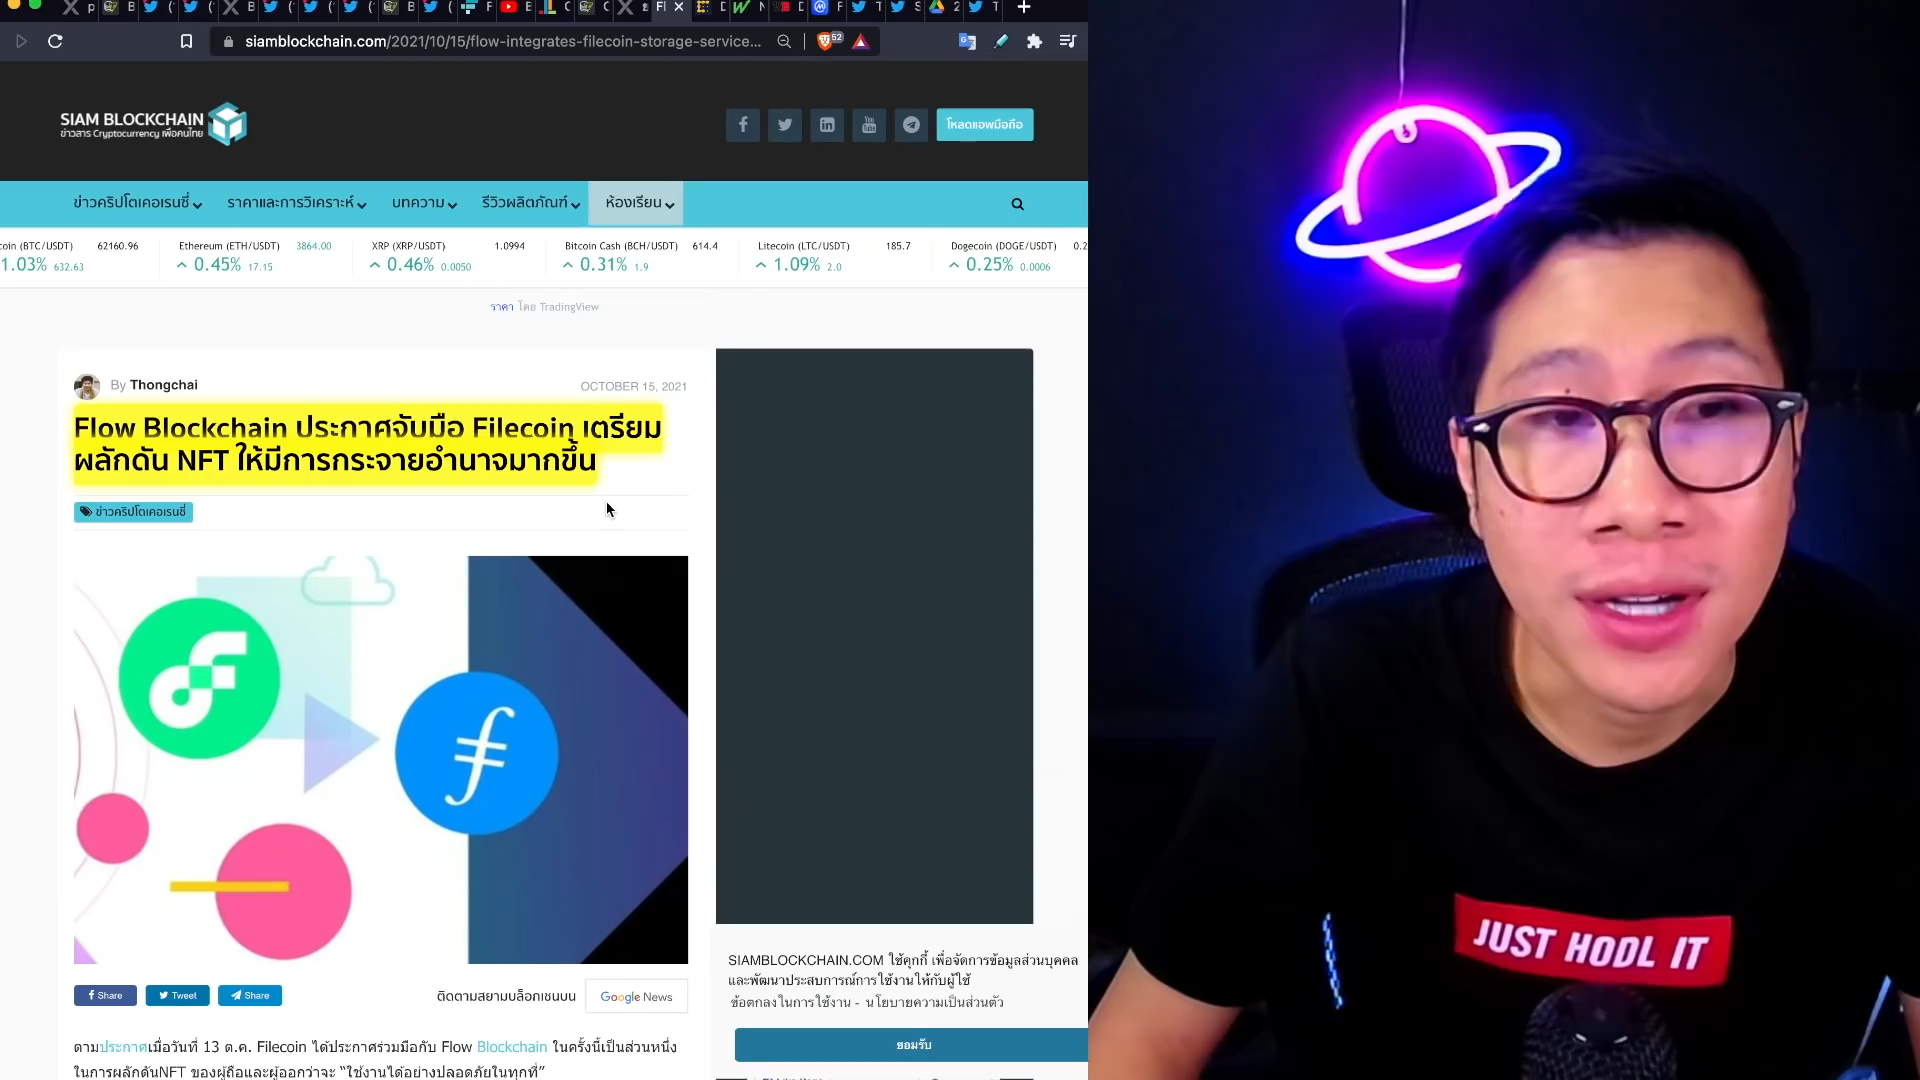 siamblockchain.com/2021/10/15/flow-integrates-filecoin-storage-service...
52
SIAM BLOCKCHAIN
ข่าวสาร Cryptocurrency เพื่อคนไทย
โหลดแอพมือถือ
ข่าวคริปโตเคอเรนซี่ ราคาและการวิเคราะห์ บทความ รีวิวผลิตภัณฑ์ ห้องเรียน
coin (BTC/USDT) 62160.96 Ethereum (ETH/USDT) 3864.00 XRP (XRP/USDT) 1.0994 Bitcoin Cash (BCH/USDT) 614.4 Litecoin (LTC/USDT) 185.7 Dogecoin (DOGE/USDT) 0.2
1.03% 632.63 0.45% 17.15 0.46% 0.0050 0.31% 1.9 1.09% 2.0 0.25% 0.0006
ราคา โดย TradingView
By Thongchai OCTOBER 15, 2021
Flow Blockchain ประกาศจับมือ Filecoin เตรียม
ผลักดัน NFT ให้มีการกระจายอำนาจมากขึ้น
ข่าวคริปโตเคอเรนซี่
Share Tweet Share ติดตามสยามบล็อกเชนบน Google News
ตามประกาศเมื่อวันที่ 13 ต.ค. Filecoin ได้ประกาศร่วมมือกับ Flow Blockchain ในครั้งนี้เป็นส่วนหนึ่ง
ในการผลักดันNFT ของผู้ถือและผู้ออกว่าจะ “ใช้งานได้อย่างปลอดภัยในทุกที่”
SIAMBLOCKCHAIN.COM ใช้คุกกี้ เพื่อจัดการข้อมูลส่วนบุคคล
และพัฒนาประสบการณ์การใช้งานให้กับผู้ใช้
ข้อตกลงในการใช้งาน - นโยบายความเป็นส่วนตัว
ยอมรับ
JUST HODL IT